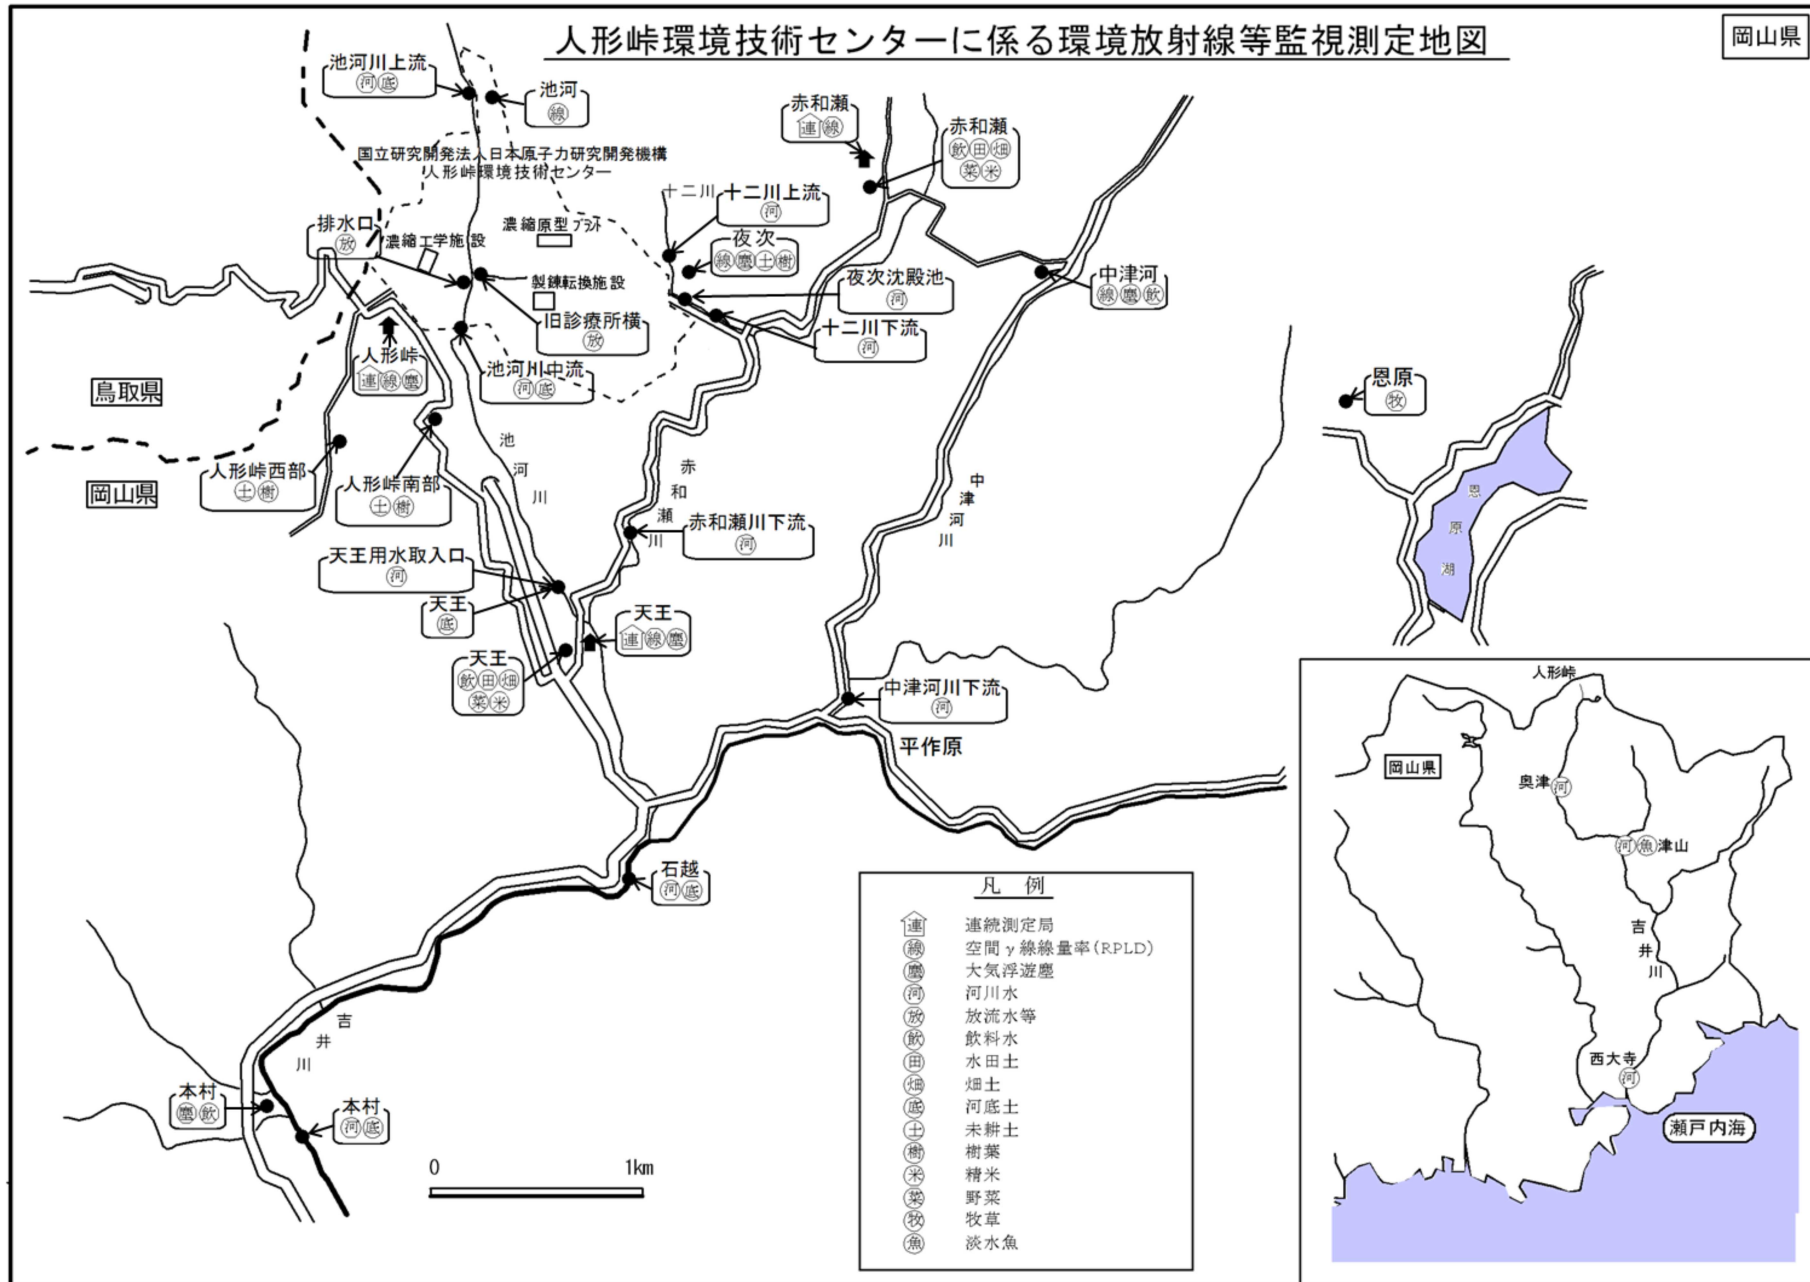 人形峠環境技術センターに係る環境放射線等監視測定地図
岡山県
池河川上流
河底
池河
線
国立研究開発法人日本原子力研究開発機構
人形峠環境技術センター
赤和瀬
連線
赤和瀬
飲田畑
菜米
十二川
十二川上流
河
排水口
放
濃縮工学施設
濃縮原型プラント
夜次
線塵土樹
製錬転換施設
夜次沈殿池
河
中津河
線塵飲
旧診療所横
放
十二川下流
河
人形峠
連線塵
池河川中流
河底
鳥取県
岡山県
恩原
牧
人形峠西部
土樹
人形峠南部
土樹
池河川
赤和瀬川
中津河川
恩原湖
赤和瀬川下流
河
天王用水取入口
河
天王
底
天王
連線塵
天王
飲田畑
菜米
中津河川下流
河
平作原
石越
河底
吉井川
本村
塵飲
本村
河底
0 1km
凡 例
連 連続測定局
線 空間γ線線量率(RPLD)
塵 大気浮遊塵
河 河川水
放 放流水等
飲 飲料水
田 水田土
畑 畑土
底 河底土
土 未耕土
樹 樹葉
米 精米
菜 野菜
牧 牧草
魚 淡水魚
人形峠
岡山県
奥津河
河魚津山
吉井川
西大寺
河
瀬戸内海